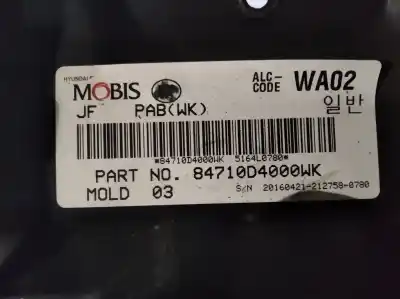 HYUNDAI
MOBIS
ALC-CODE WA02
JF PAB(WK) 일반
*84710D4000WK 5164L0780*
PART NO. 84710D4000WK
MOLD 03 S/N 20160421-212758-0780